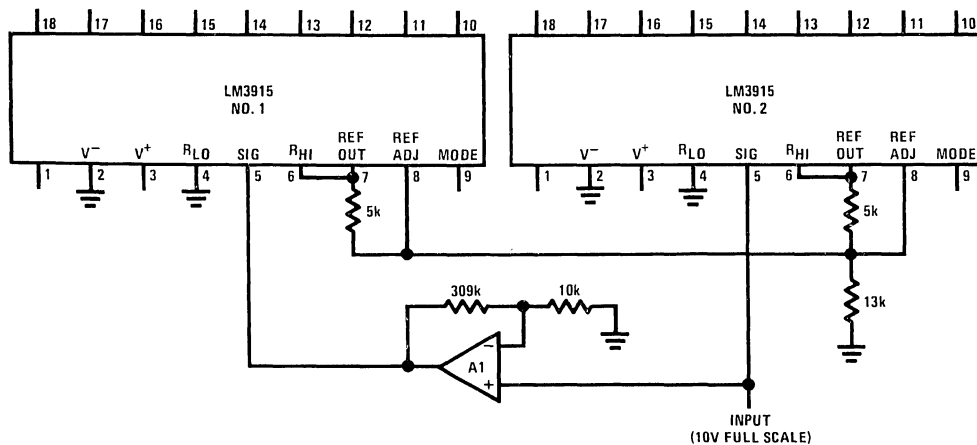 18 17 16 15 14 13 12 11 10
18 17 16 15 14 13 12 11 10
LM3915
NO. 1
LM3915
NO. 2
V− V+ RLO SIG RHI REF OUT REF ADJ MODE
V− V+ RLO SIG RHI REF OUT REF ADJ MODE
1 2 3 4 5 6 7 8 9
1 2 3 4 5 6 7 8 9
5k
5k
309k
10k
13k
A1
−
+
INPUT
(10V FULL SCALE)